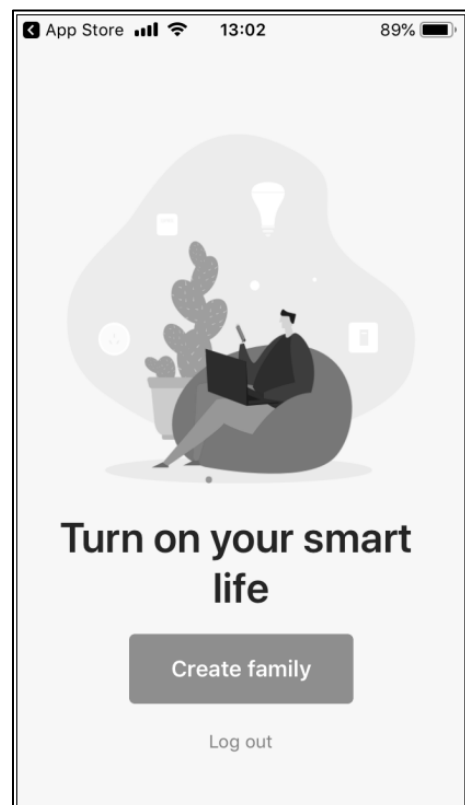 App Store 13:02 89%
Turn on your smart
life
Create family
Log out